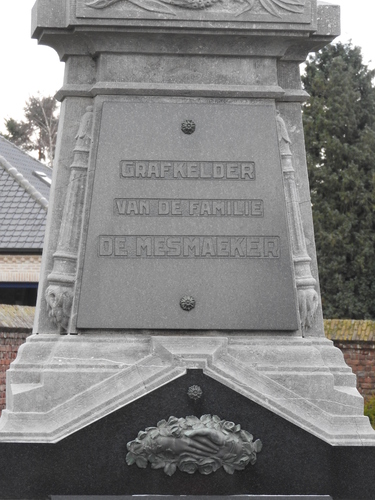 GRAFKELDER
VAN DE FAMILIE
DE MESMAEKER